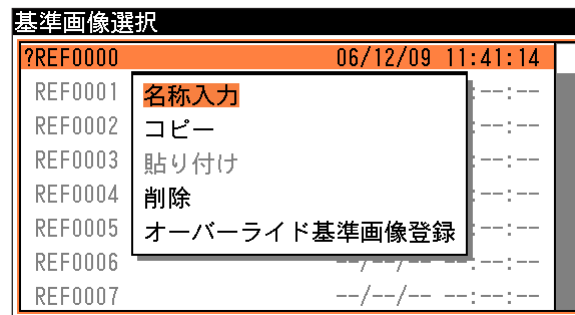 基準画像選択
?REF0000 06/12/09 11:41:14
REF0001 :--:--
名称入力
REF0002 :--:--
コピー
REF0003 :--:--
貼り付け
REF0004 :--:--
削除
REF0005 :--:--
オーバーライド基準画像登録
REF0006 --/--/-- --:--:--
REF0007 --/--/-- --:--:--